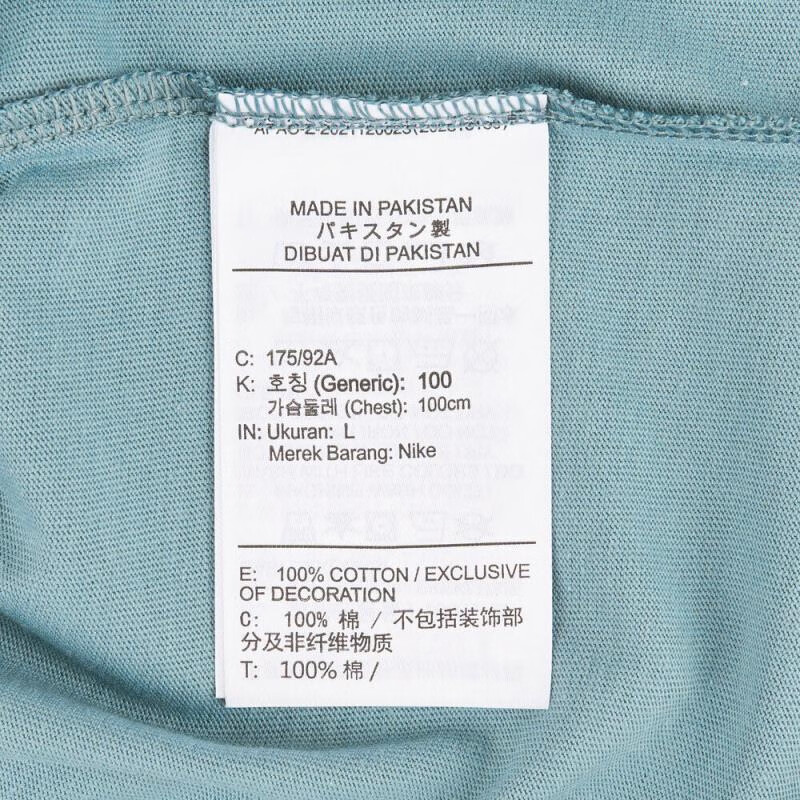 MADE IN PAKISTAN
パキスタン製
DIBUAT DI PAKISTAN
C: 175/92A
K: 호칭 (Generic): 100
가슴둘레 (Chest): 100cm
IN: Ukuran: L
Merek Barang: Nike
E: 100% COTTON / EXCLUSIVE
OF DECORATION
C: 100% 棉 / 不包括装饰部
分及非纤维物质
T: 100% 棉 /